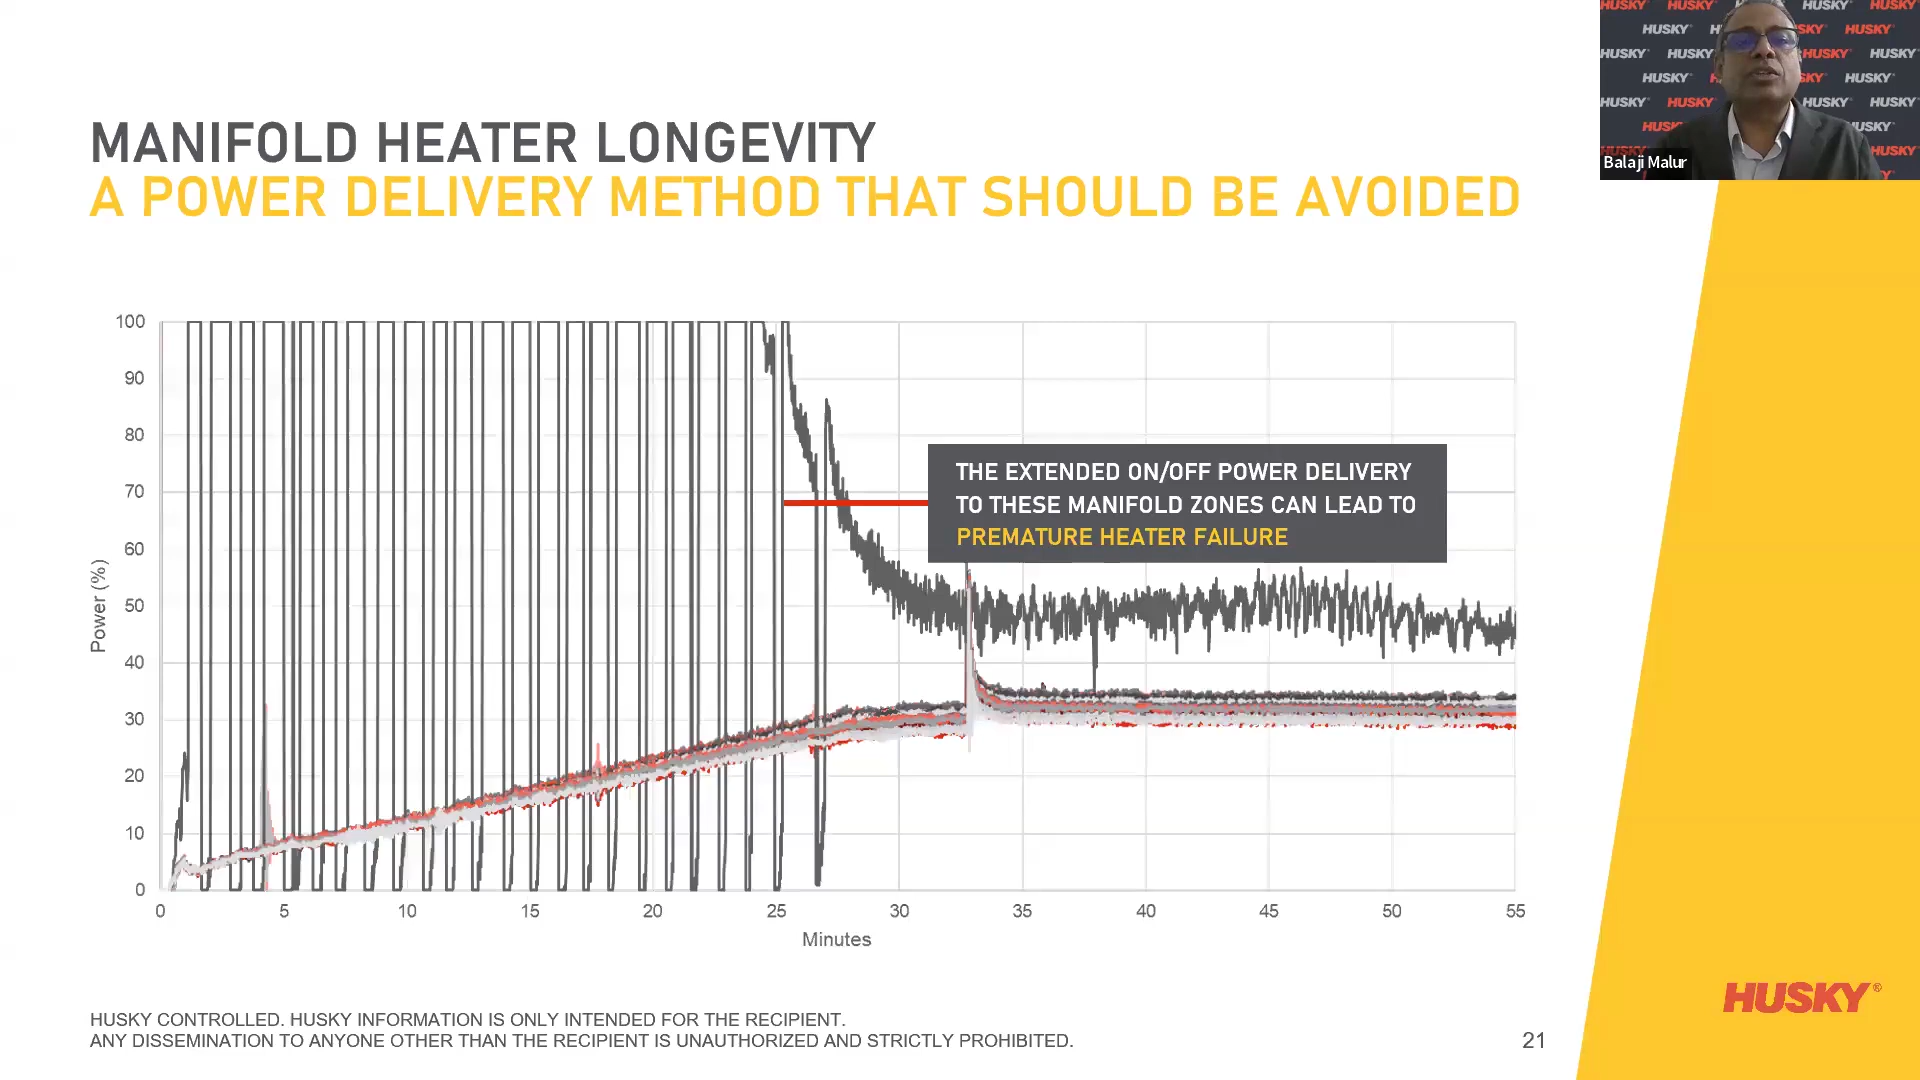 MANIFOLD HEATER LONGEVITY
A POWER DELIVERY METHOD THAT SHOULD BE AVOIDED
Balaji Malur
100
90
80
70
60
50
40
30
20
10
0
Power (%)
THE EXTENDED ON/OFF POWER DELIVERY
TO THESE MANIFOLD ZONES CAN LEAD TO
PREMATURE HEATER FAILURE
0 5 10 15 20 25 30 35 40 45 50 55
Minutes
HUSKY®
HUSKY CONTROLLED. HUSKY INFORMATION IS ONLY INTENDED FOR THE RECIPIENT.
ANY DISSEMINATION TO ANYONE OTHER THAN THE RECIPIENT IS UNAUTHORIZED AND STRICTLY PROHIBITED.
21